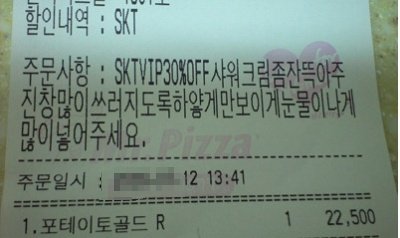 할인내역 : SKT
주문사항 : SKTVIP30%OFF샤워크림좀잔뜩아주
진창많이쓰러지도록하얗게만보이게눈물이나게
많이넣어주세요.
Pizza
주문일시 : 12 13:41
1.포테이토골드 R 1 22,500